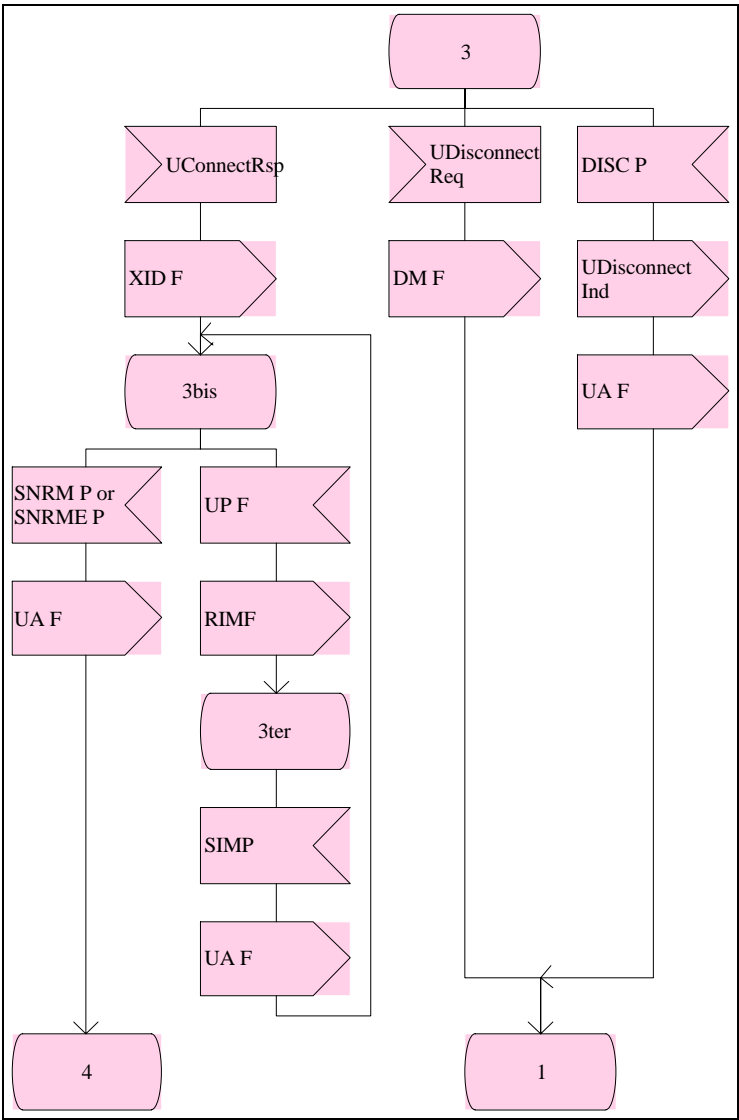 3
UConnectRsp
UDisconnect
Req
DISC P
XID F
DM F
UDisconnect
Ind
3bis
UA F
SNRM P or
SNRME P
UP F
UA F
RIMF
3ter
SIMP
UA F
4
1